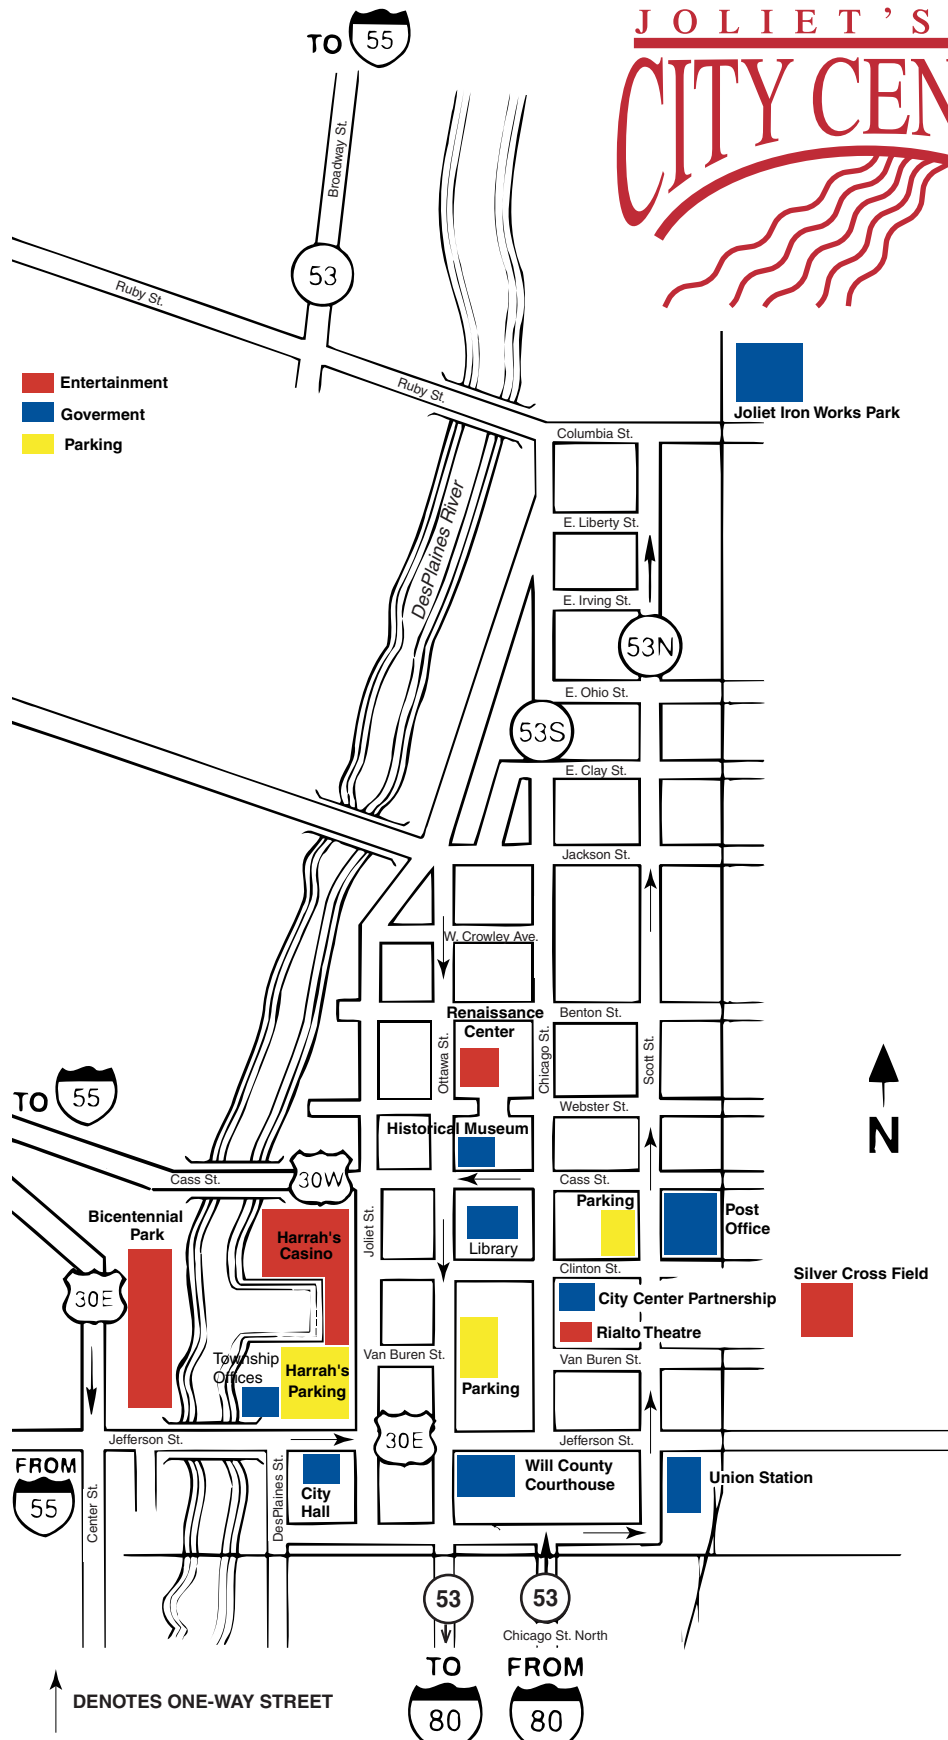 JOLIET'S
CITY CEN
TO 55
Broadway St.
53
Ruby St.
Ruby St.
Entertainment
Goverment
Parking
Joliet Iron Works Park
Columbia St.
DesPlaines River
E. Liberty St.
E. Irving St.
53N
E. Ohio St.
53S
E. Clay St.
Jackson St.
W. Crowley Ave.
Renaissance
Center
Benton St.
Ottawa St.
Chicago St.
Scott St.
TO 55
Webster St.
N
Historical Museum
Cass St.
30W
Cass St.
Bicentennial
Park
Harrah's
Casino
Joliet St.
Library
Parking
Post
Office
Clinton St.
Silver Cross Field
30E
City Center Partnership
Rialto Theatre
Township
Offices
Harrah's
Parking
Van Buren St.
Van Buren St.
Parking
Jefferson St.
30E
Jefferson St.
FROM
55
Center St.
DesPlaines St.
City
Hall
Will County
Courthouse
Union Station
53
53
Chicago St. North
TO
80
FROM
80
DENOTES ONE-WAY STREET